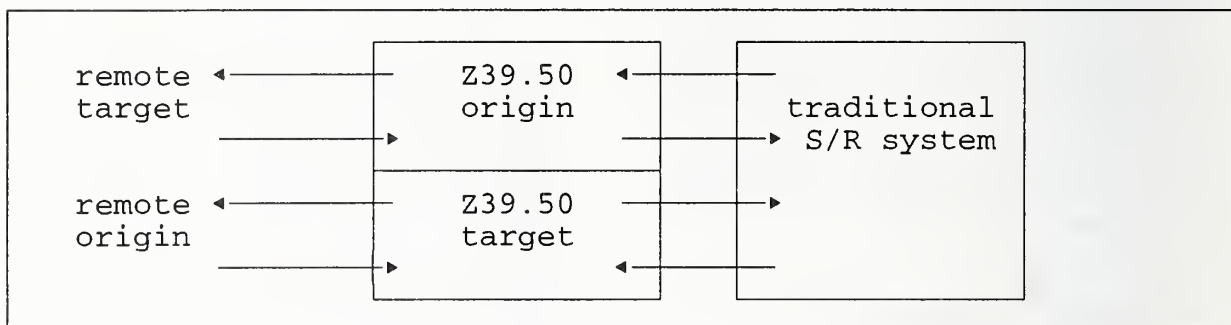 remote
target
Z39.50
origin
traditional
S/R system
remote
origin
Z39.50
target